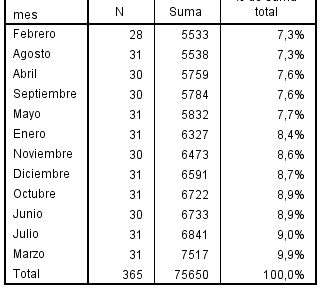 % de suma
mes N Suma total
Febrero 28 5533 7,3%
Agosto 31 5538 7,3%
Abril 30 5759 7,6%
Septiembre 30 5784 7,6%
Mayo 31 5832 7,7%
Enero 31 6327 8,4%
Noviembre 30 6473 8,6%
Diciembre 31 6591 8,7%
Octubre 31 6722 8,9%
Junio 30 6733 8,9%
Julio 31 6841 9,0%
Marzo 31 7517 9,9%
Total 365 75650 100,0%